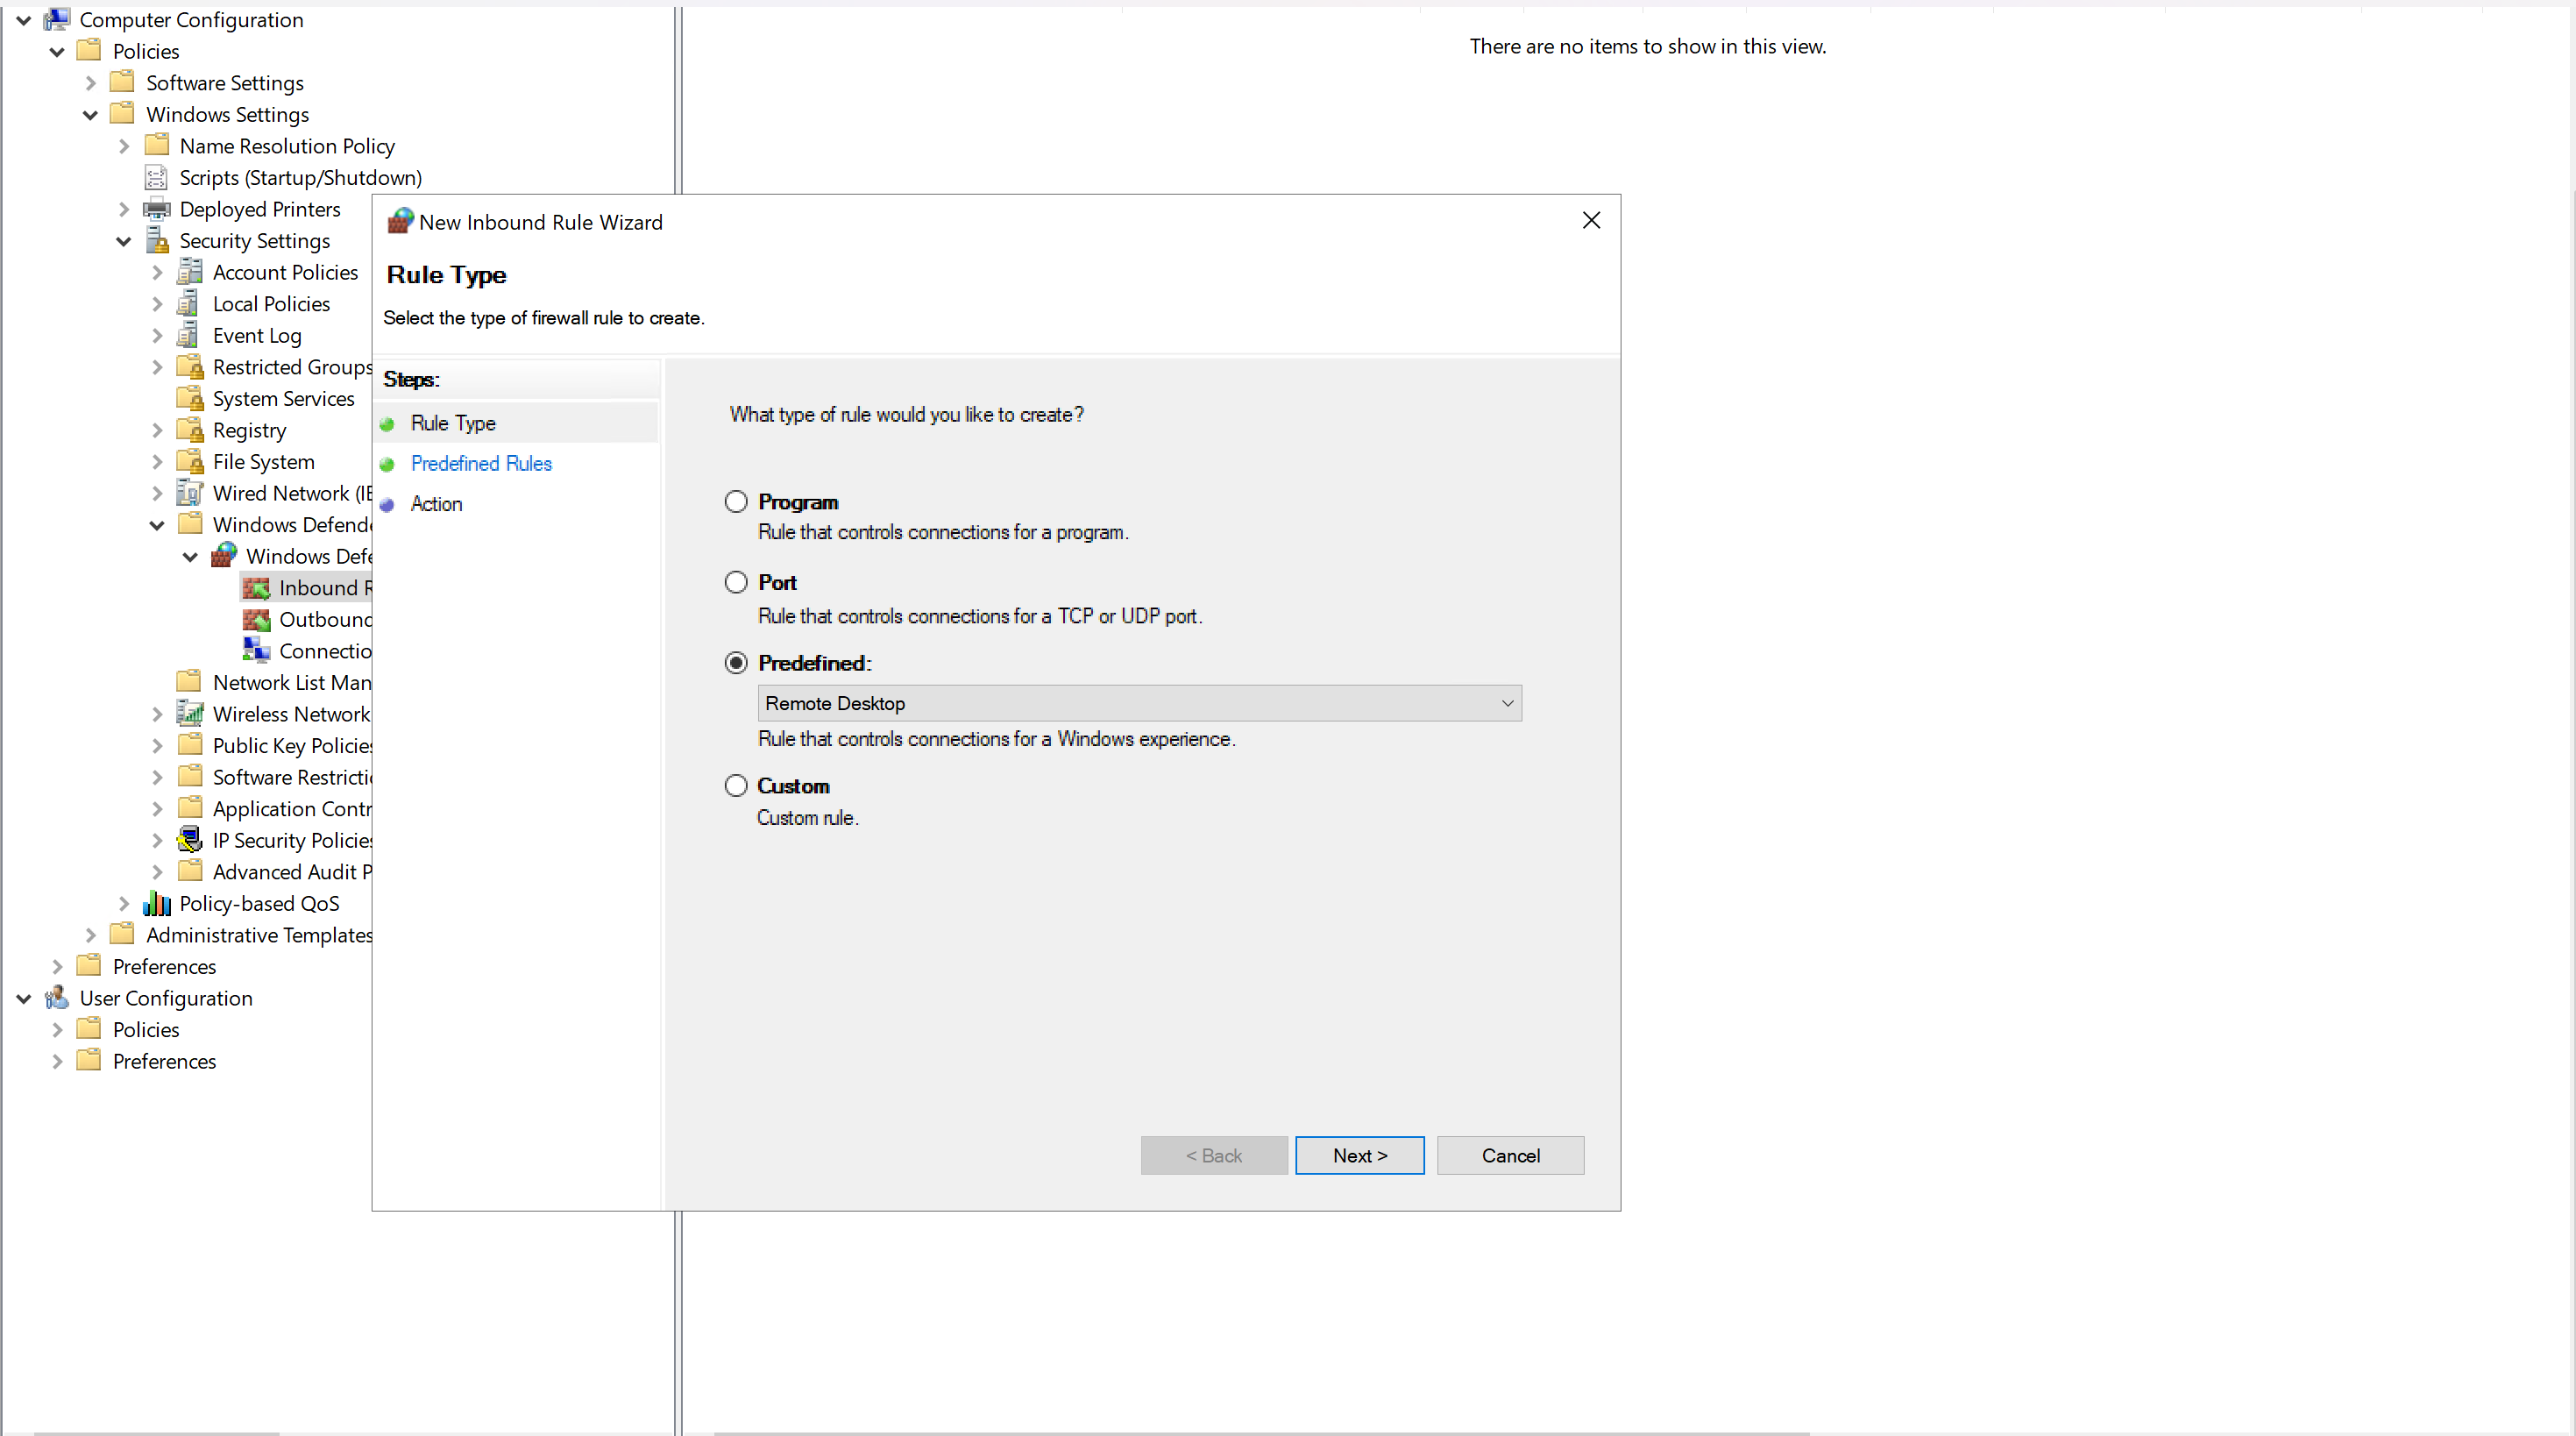 Computer Configuration
Policies
Software Settings
Windows Settings
Name Resolution Policy
Scripts (Startup/Shutdown)
Deployed Printers
Security Settings
Account Policies
Local Policies
Event Log
Restricted Groups
System Services
Registry
File System
Wired Network (IE
Windows Defende
Windows Defe
Inbound R
Outbound
Connectio
Network List Man
Wireless Network
Public Key Policies
Software Restrictio
Application Contr
IP Security Policies
Advanced Audit P
Policy-based QoS
Administrative Templates
Preferences
User Configuration
Policies
Preferences
There are no items to show in this view.
New Inbound Rule Wizard
Rule Type
Select the type of firewall rule to create.
Steps:
Rule Type
Predefined Rules
Action
What type of rule would you like to create?
Program
Rule that controls connections for a program.
Port
Rule that controls connections for a TCP or UDP port.
Predefined:
Remote Desktop
Rule that controls connections for a Windows experience.
Custom
Custom rule.
< Back
Next >
Cancel